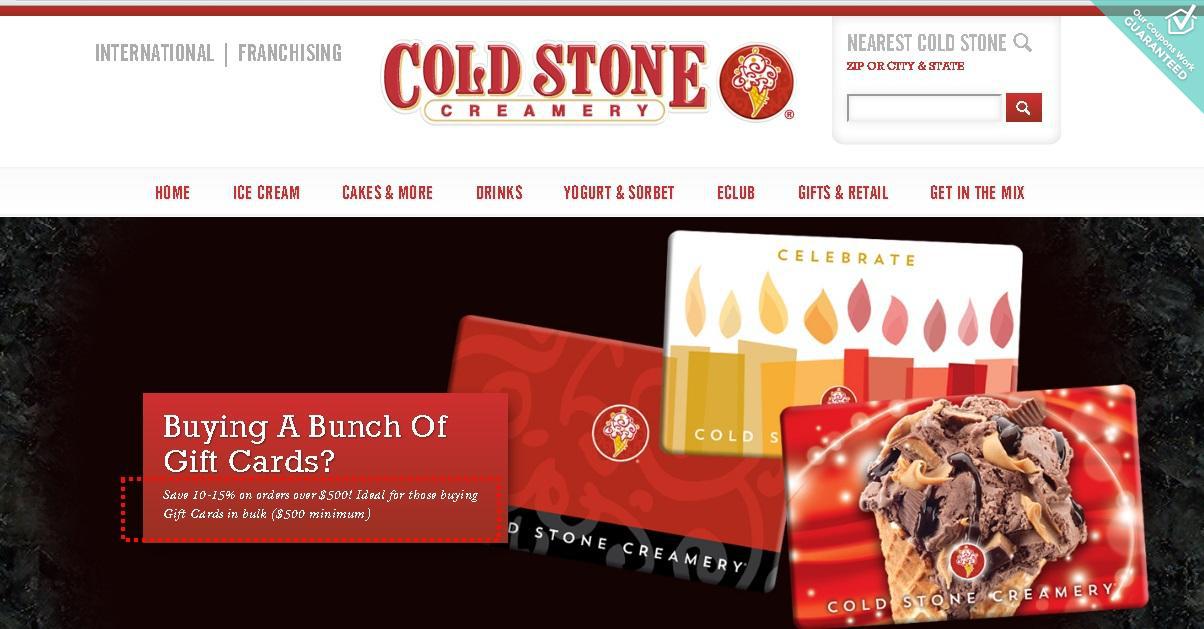 INTERNATIONAL | FRANCHISING
COLD STONE
CREAMERY
®
NEAREST COLD STONE
ZIP OR CITY & STATE
Our Coupons Work
GUARANTEED
HOME ICE CREAM CAKES & MORE DRINKS YOGURT & SORBET ECLUB GIFTS & RETAIL GET IN THE MIX
CELEBRATE
COLD S
Buying A Bunch Of
Gift Cards?
Save 10-15% on orders over $500! Ideal for those buying
Gift Cards in bulk ($500 minimum)
D STONE CREAMERY
COLD STONE CREAMERY